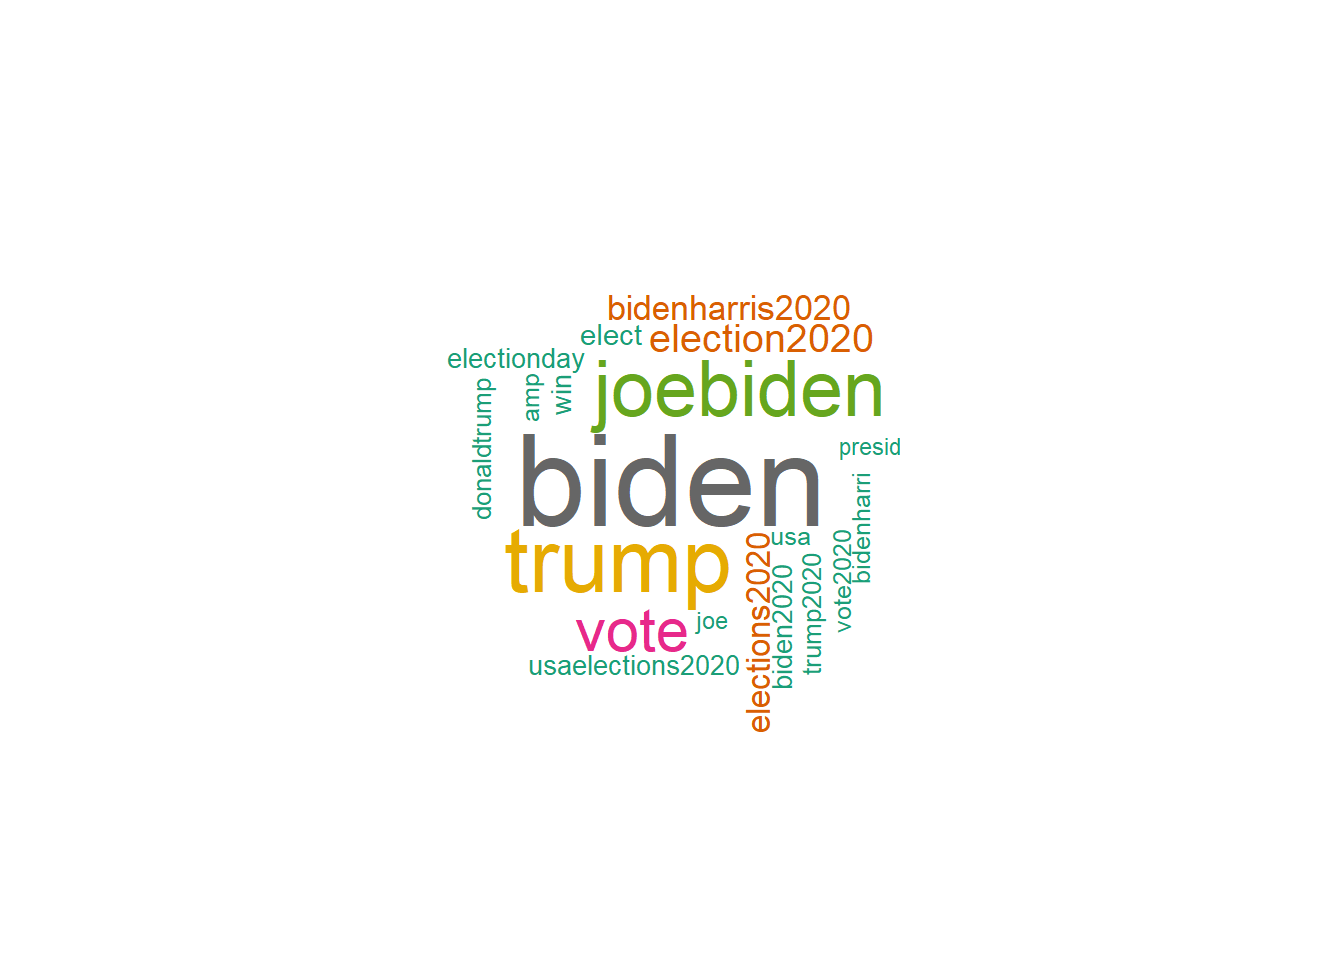 bidenharris2020
elect
election2020
electionday
joebiden
donaldtrump
amp
win
biden
presid
bidenharri
trump
elections2020
usa
biden2020
trump2020
vote2020
vote
joe
usaelections2020